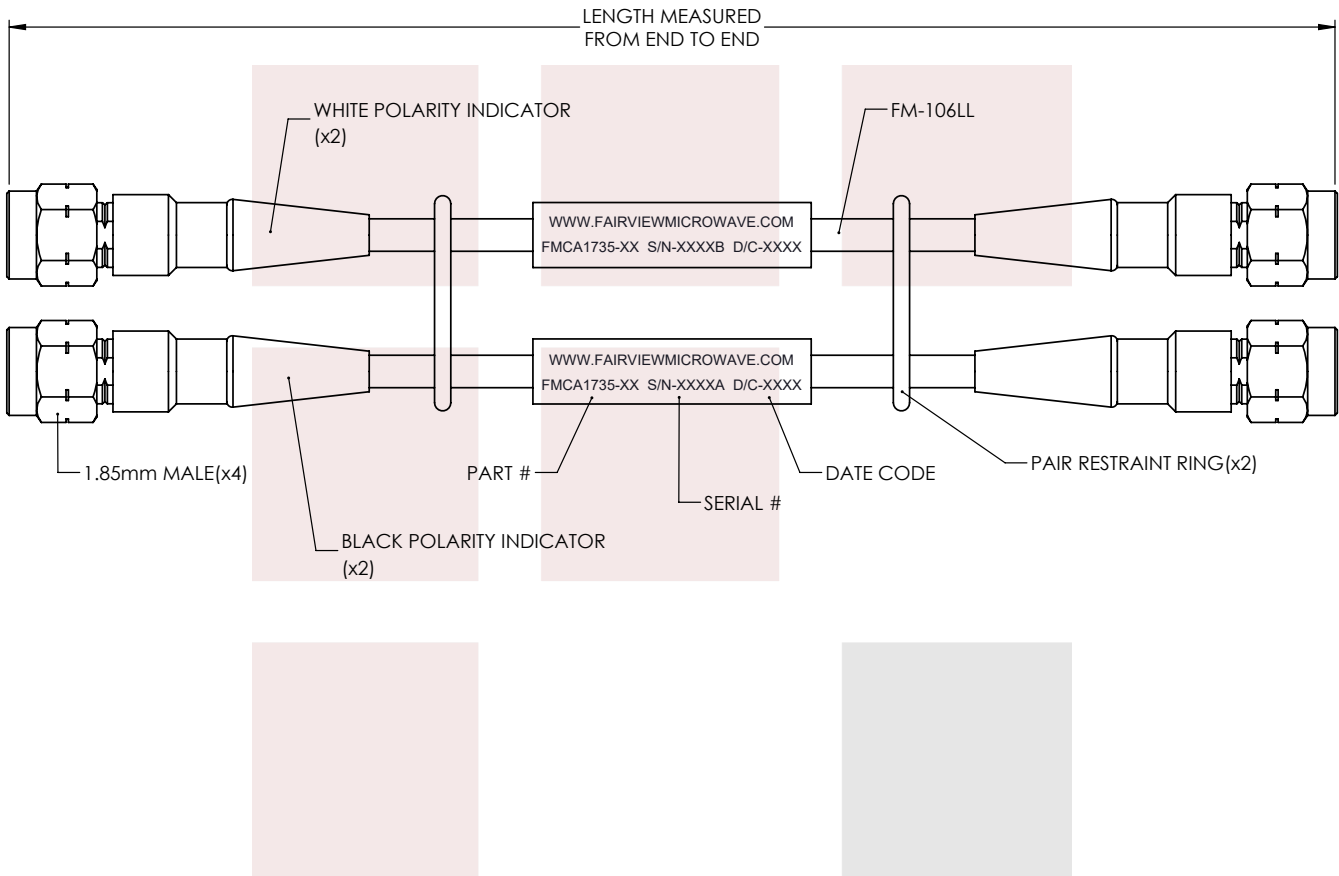 LENGTH MEASURED
FROM END TO END
WHITE POLARITY INDICATOR
(x2)
FM-106LL
WWW.FAIRVIEWMICROWAVE.COM
FMCA1735-XX S/N-XXXXB D/C-XXXX
WWW.FAIRVIEWMICROWAVE.COM
FMCA1735-XX S/N-XXXXA D/C-XXXX
1.85mm MALE(x4)
PART #
DATE CODE
PAIR RESTRAINT RING(x2)
SERIAL #
BLACK POLARITY INDICATOR
(x2)